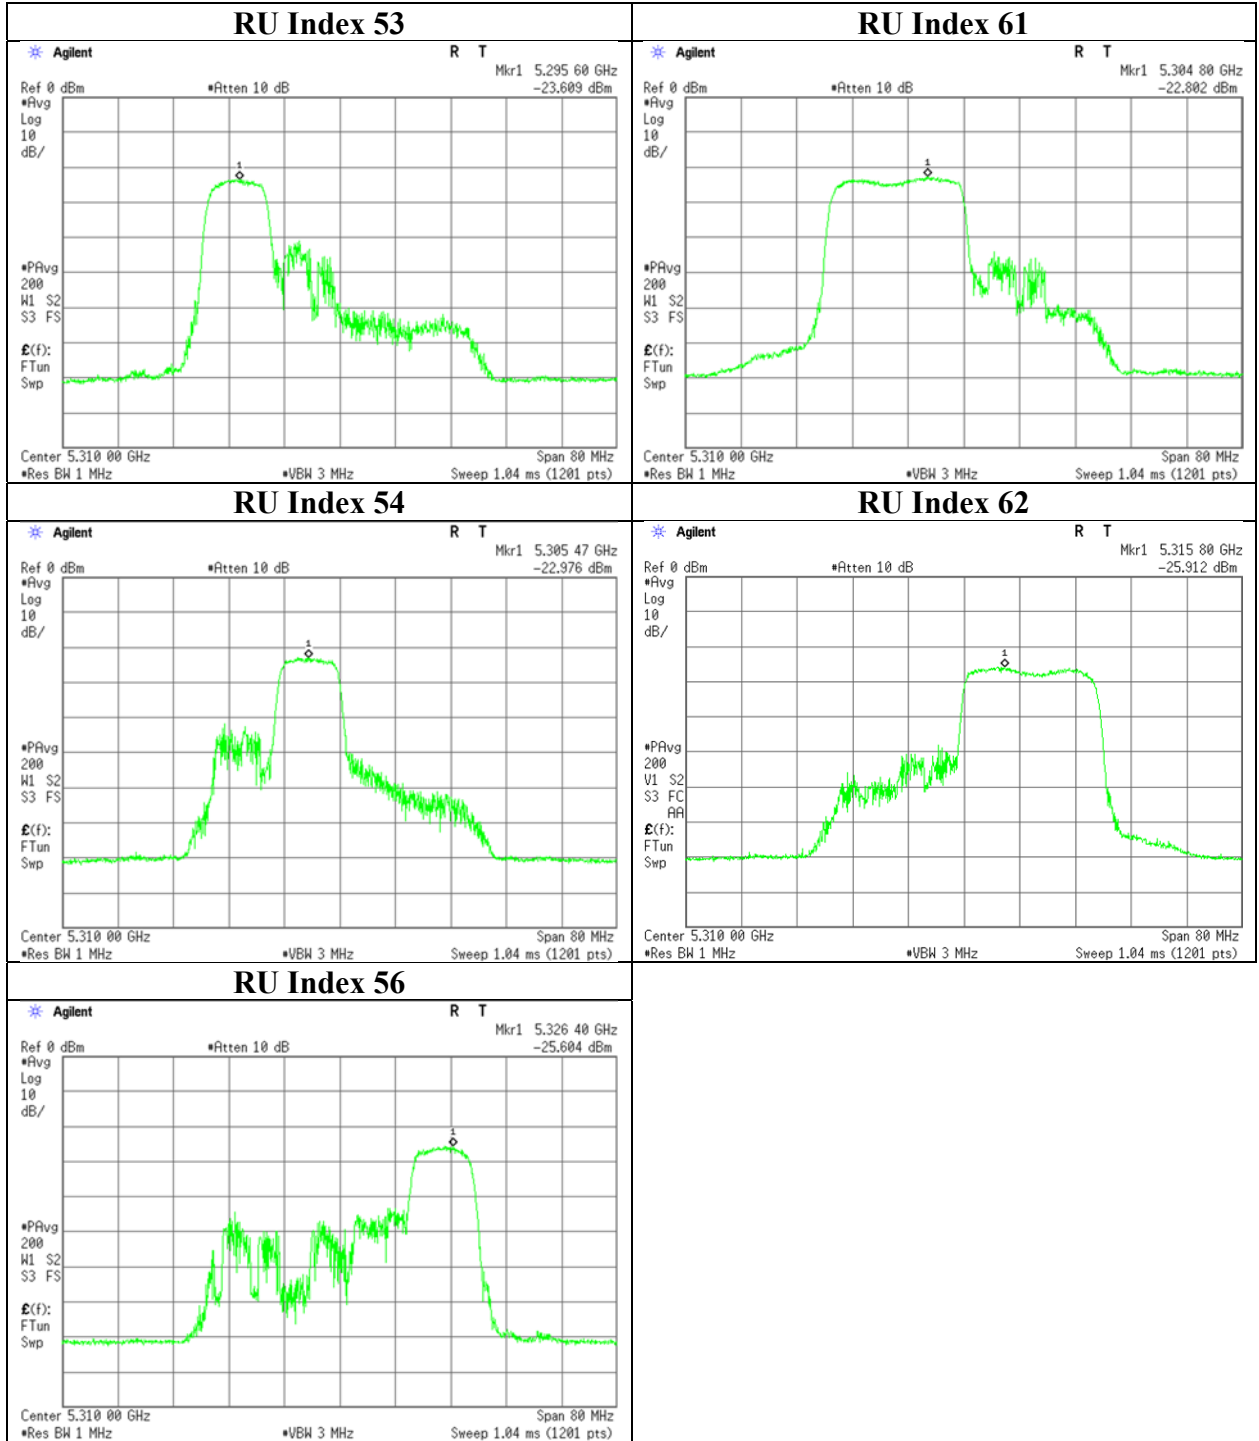 RU Index 53
Agilent R T
Mkr1 5.295 60 GHz
Ref 0 dBm #Atten 10 dB -23.609 dBm
#Avg
Log
10
dB/
1
#PAvg
200
W1 S2
S3 FS
£(f):
FTun
Swp
Center 5.310 00 GHz Span 80 MHz
#Res BW 1 MHz #VBW 3 MHz Sweep 1.04 ms (1201 pts)
RU Index 61
Agilent R T
Mkr1 5.304 80 GHz
Ref 0 dBm #Atten 10 dB -22.802 dBm
#Avg
Log
10
dB/
1
#PAvg
200
W1 S2
S3 FS
£(f):
FTun
Swp
Center 5.310 00 GHz Span 80 MHz
#Res BW 1 MHz #VBW 3 MHz Sweep 1.04 ms (1201 pts)
RU Index 54
Agilent R T
Mkr1 5.305 47 GHz
Ref 0 dBm #Atten 10 dB -22.976 dBm
#Avg
Log
10
dB/
1
#PAvg
200
W1 S2
S3 FS
£(f):
FTun
Swp
Center 5.310 00 GHz Span 80 MHz
#Res BW 1 MHz #VBW 3 MHz Sweep 1.04 ms (1201 pts)
RU Index 62
Agilent R T
Mkr1 5.315 80 GHz
Ref 0 dBm #Atten 10 dB -25.912 dBm
#Avg
Log
10
dB/
1
#PAvg
200
V1 S2
S3 FC
AA
£(f):
FTun
Swp
Center 5.310 00 GHz Span 80 MHz
#Res BW 1 MHz #VBW 3 MHz Sweep 1.04 ms (1201 pts)
RU Index 56
Agilent R T
Mkr1 5.326 40 GHz
Ref 0 dBm #Atten 10 dB -25.604 dBm
#Avg
Log
10
dB/
1
#PAvg
200
W1 S2
S3 FS
£(f):
FTun
Swp
Center 5.310 00 GHz Span 80 MHz
#Res BW 1 MHz #VBW 3 MHz Sweep 1.04 ms (1201 pts)